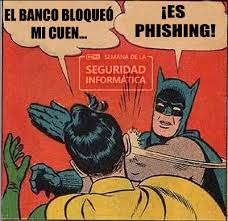 EL BANCO BLOQUEÓ
MI CUEN...
¡ES
PHISHING!
SEMANA DE LA
SEGURIDAD
INFORMÁTICA